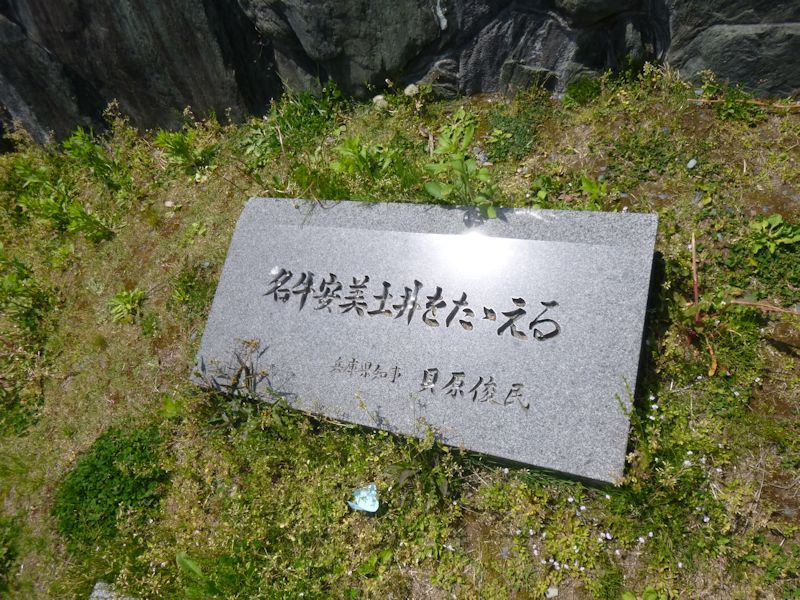 名牛安美土井をたゝえる
兵庫県知事 貝原俊民